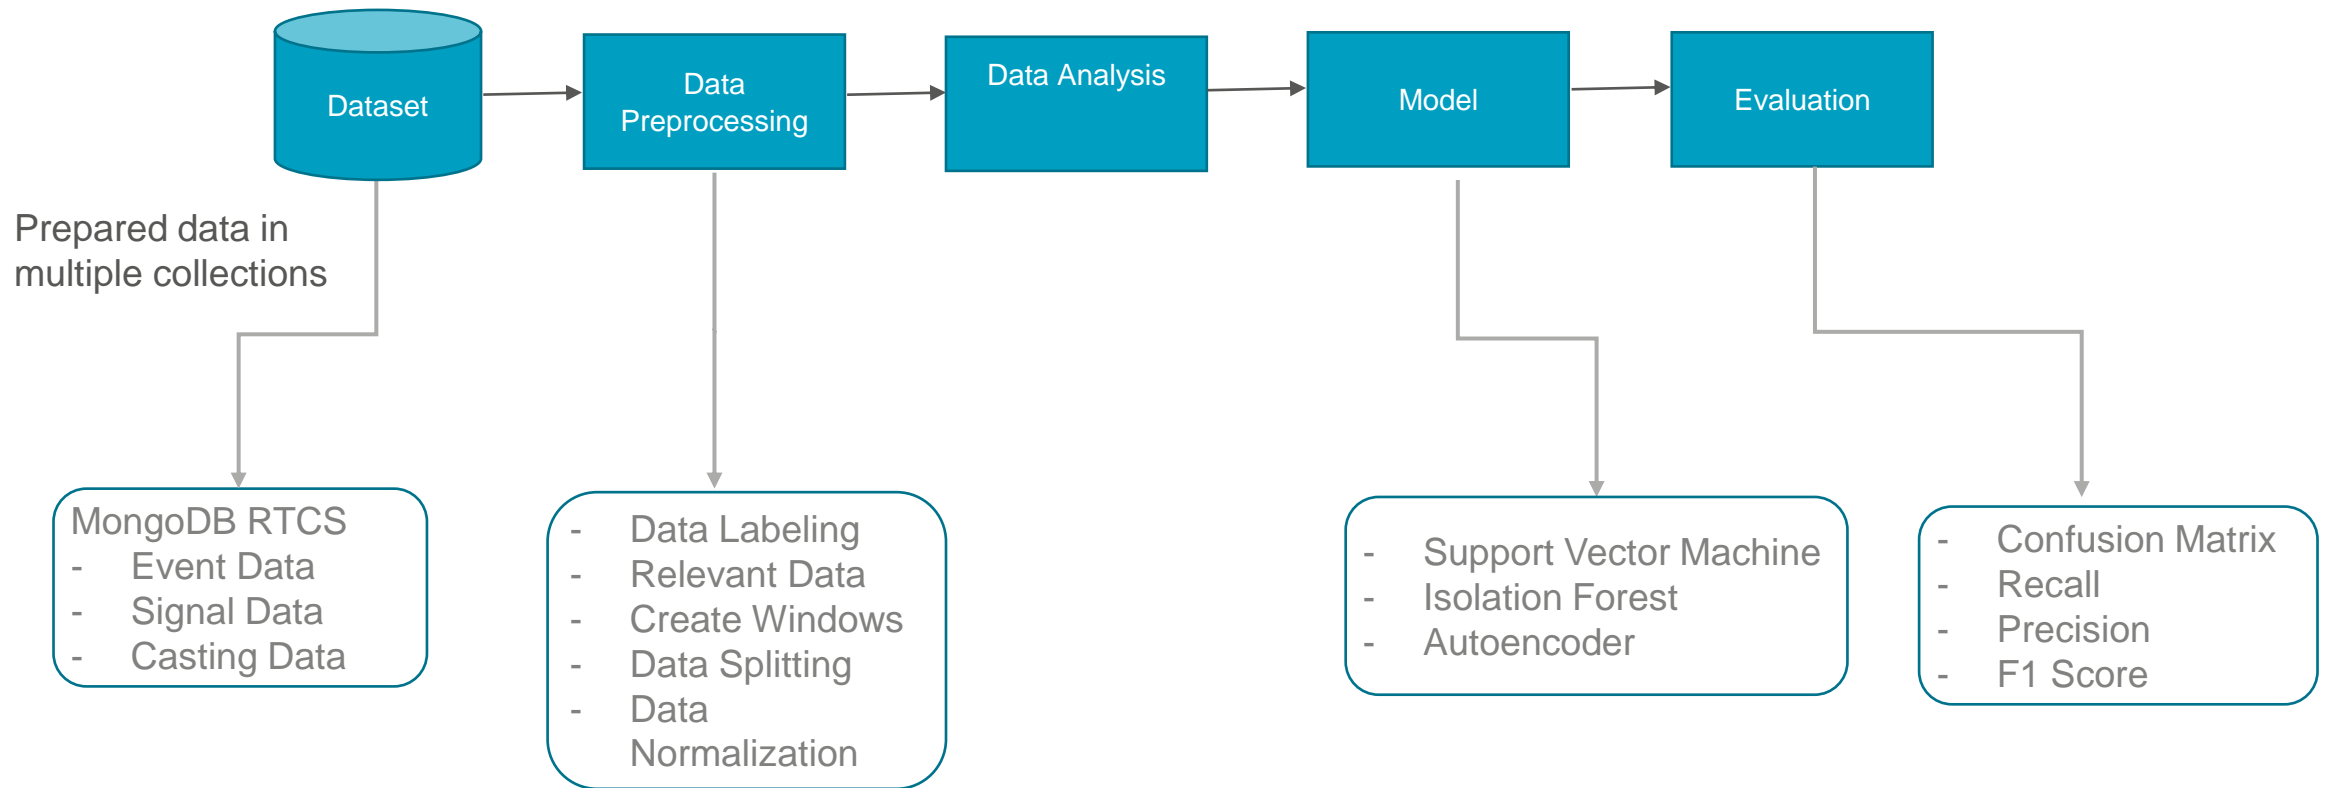 Dataset
Data
Preprocessing
Data Analysis
Model
Evaluation
Prepared data in
multiple collections
MongoDB RTCS
- Event Data
- Signal Data
- Casting Data
- Data Labeling
- Relevant Data
- Create Windows
- Data Splitting
- Data
Normalization
- Support Vector Machine
- Isolation Forest
- Autoencoder
- Confusion Matrix
- Recall
- Precision
- F1 Score